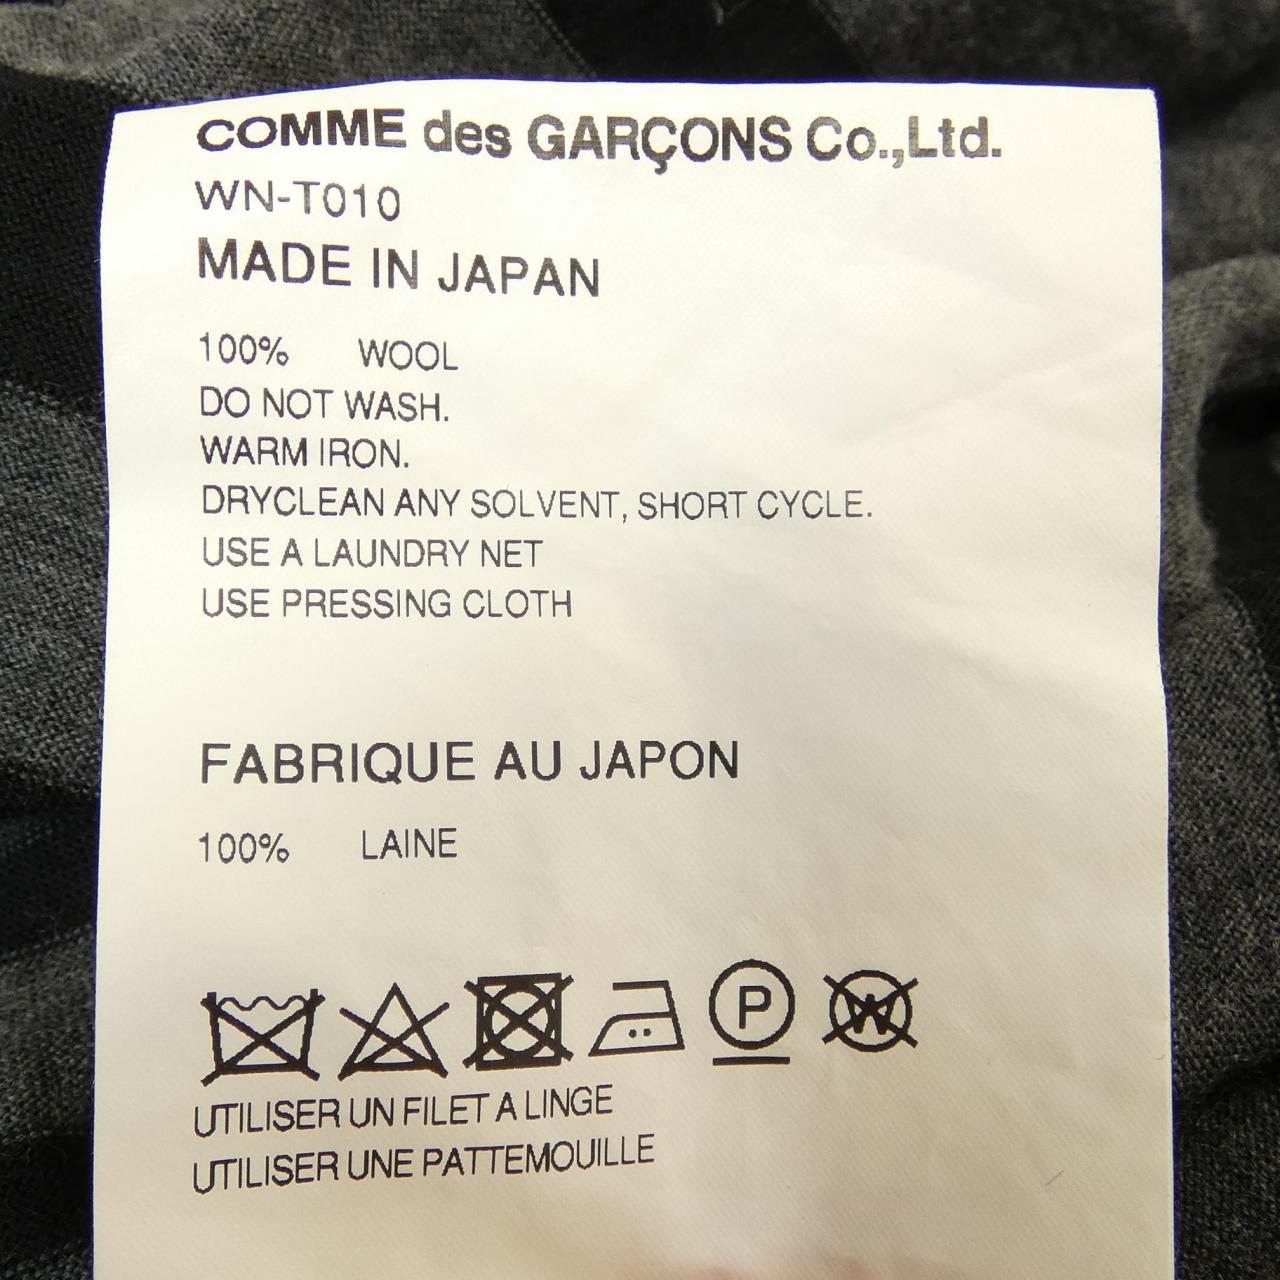 COMME des GARÇONS Co.,Ltd.
WN-T010
MADE IN JAPAN
100% WOOL
DO NOT WASH.
WARM IRON.
DRYCLEAN ANY SOLVENT, SHORT CYCLE.
USE A LAUNDRY NET
USE PRESSING CLOTH
FABRIQUE AU JAPON
100% LAINE
P W
UTILISER UN FILET A LINGE
UTILISER UNE PATTEMOUILLE